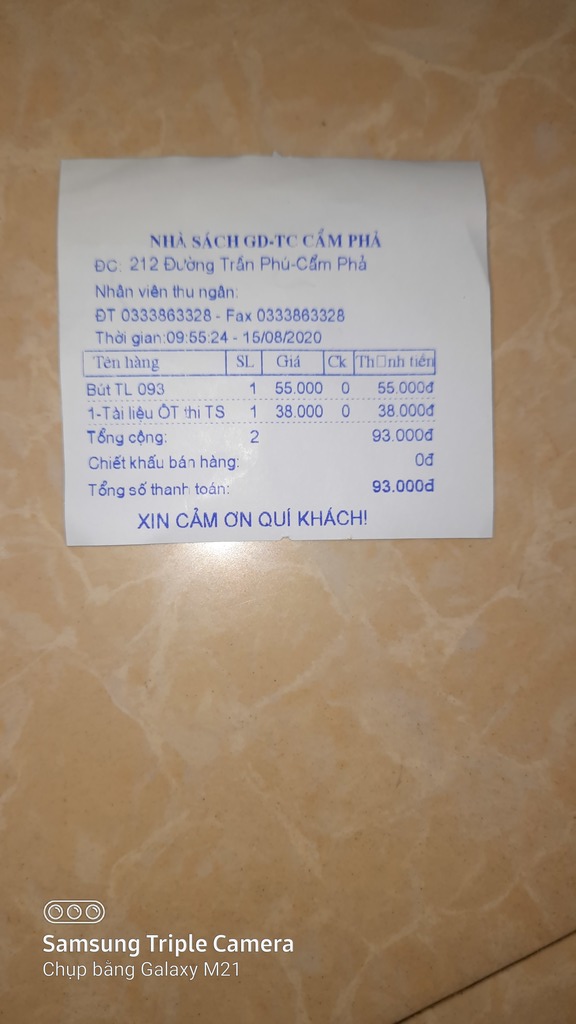 NHÀ SÁCH GD-TC CẨM PHẢ
ĐC: 212 Đường Trần Phú-Cẩm Phả
Nhân viên thu ngân:
ĐT 0333863328 - Fax 0333863328
Thời gian:09:55:24 - 15/08/2020
Tên hàng SL Giá Ck Th□nh tiền
Bút TL 093 1 55.000 0 55.000đ
1-Tài liệu ÔT thi TS 1 38.000 0 38.000đ
Tổng cộng: 2 93.000đ
Chiết khấu bán hàng: 0đ
Tổng số thanh toán: 93.000đ
XIN CẢM ƠN QUÍ KHÁCH!
Samsung Triple Camera
Chụp bằng Galaxy M21